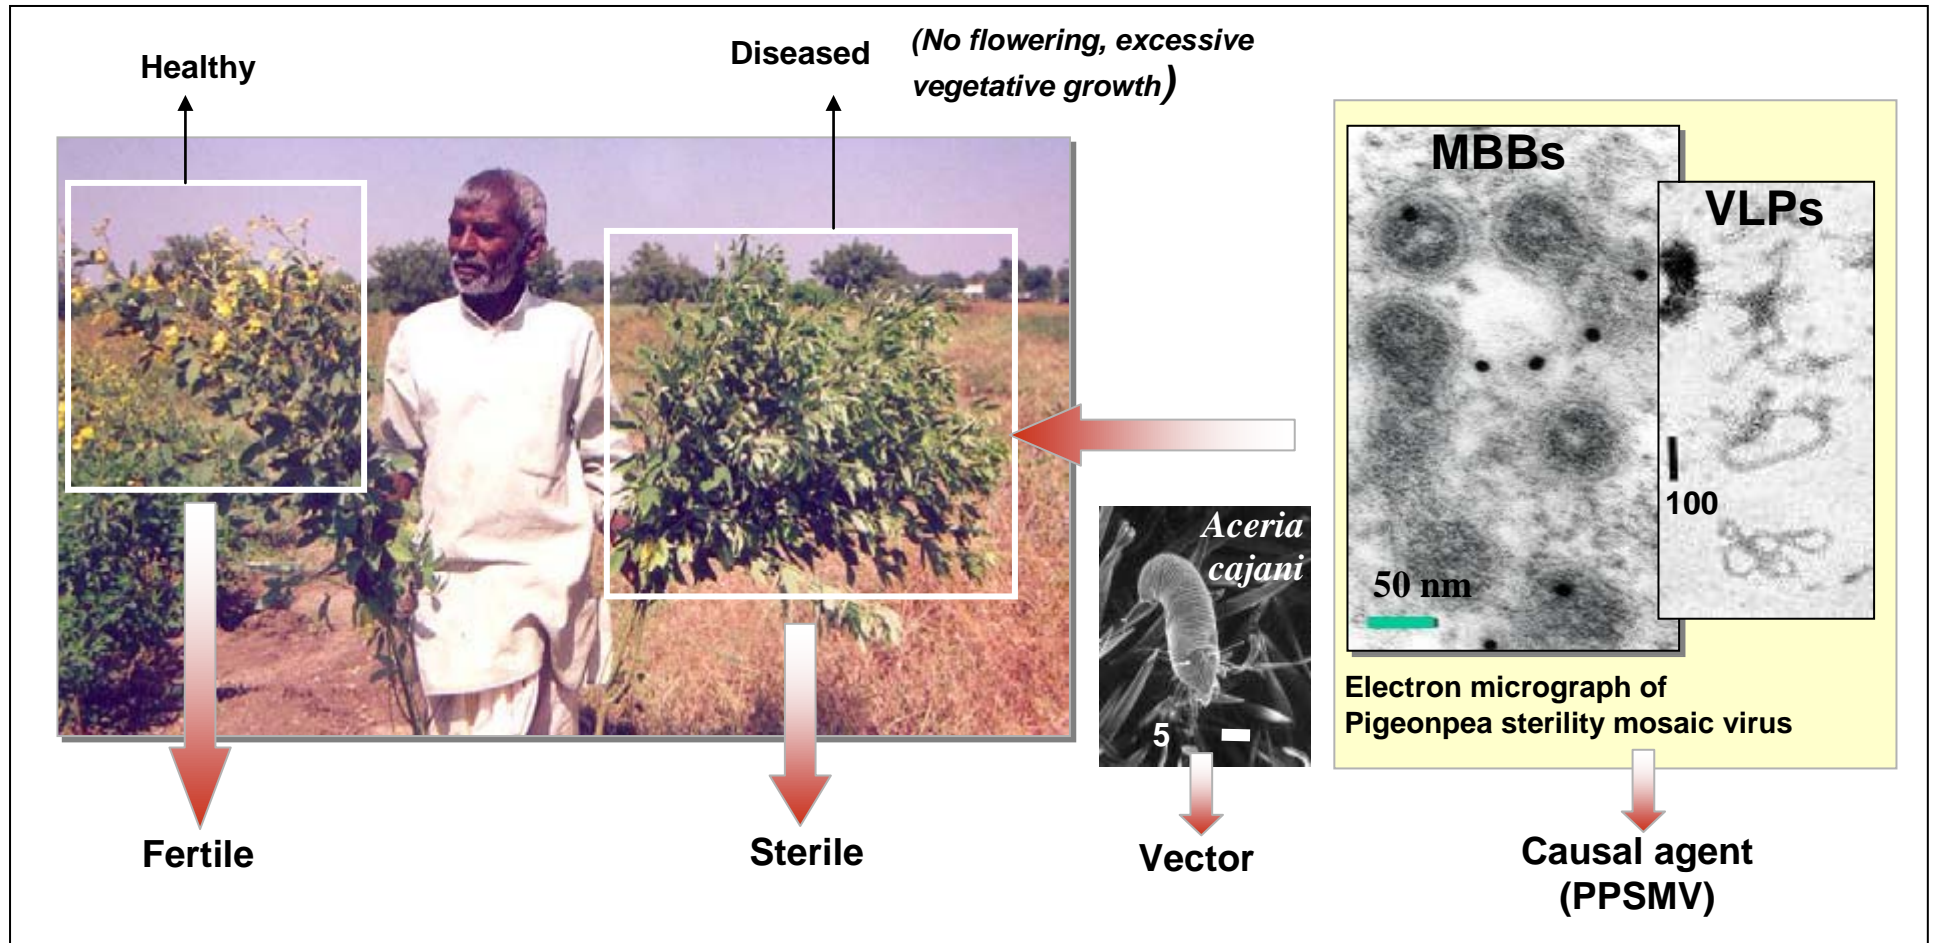 Healthy
Diseased
(No flowering, excessive
vegetative growth)
MBBs
VLPs
100
50 nm
Aceria
cajani
5
Electron micrograph of
Pigeonpea sterility mosaic virus
Fertile
Sterile
Vector
Causal agent
(PPSMV)